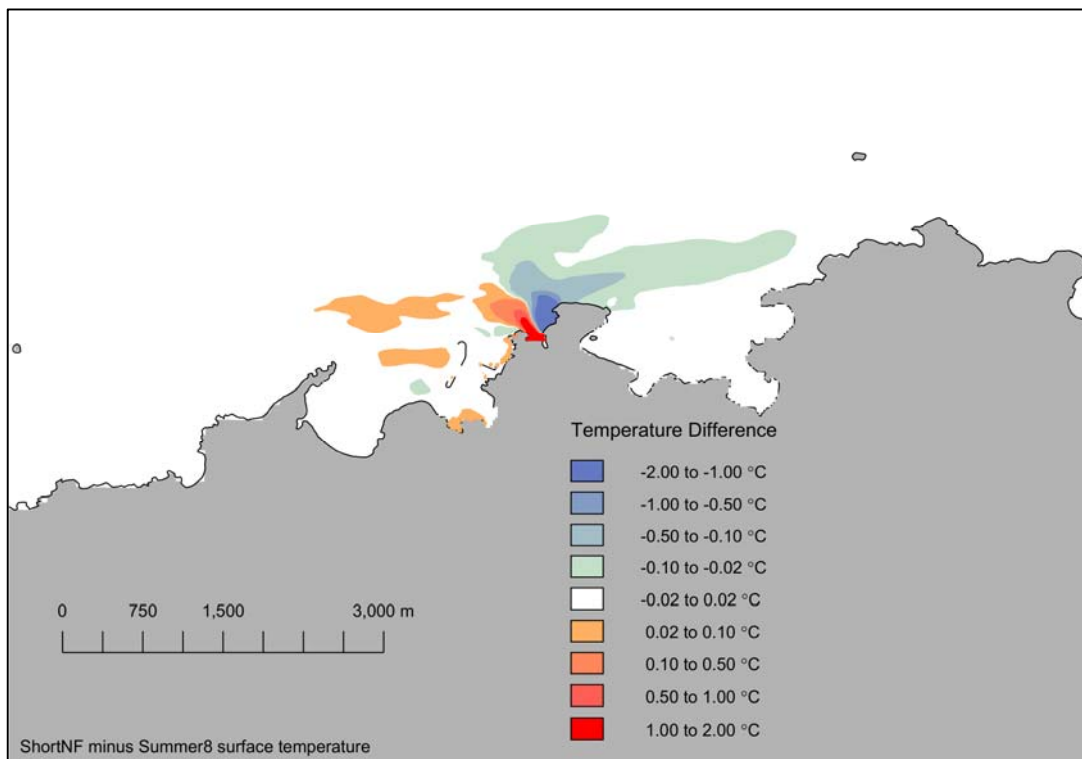 Temperature Difference
-2.00 to -1.00 °C
-1.00 to -0.50 °C
-0.50 to -0.10 °C
-0.10 to -0.02 °C
-0.02 to 0.02 °C
0.02 to 0.10 °C
0.10 to 0.50 °C
0.50 to 1.00 °C
1.00 to 2.00 °C
0 750 1,500 3,000 m
ShortNF minus Summer8 surface temperature